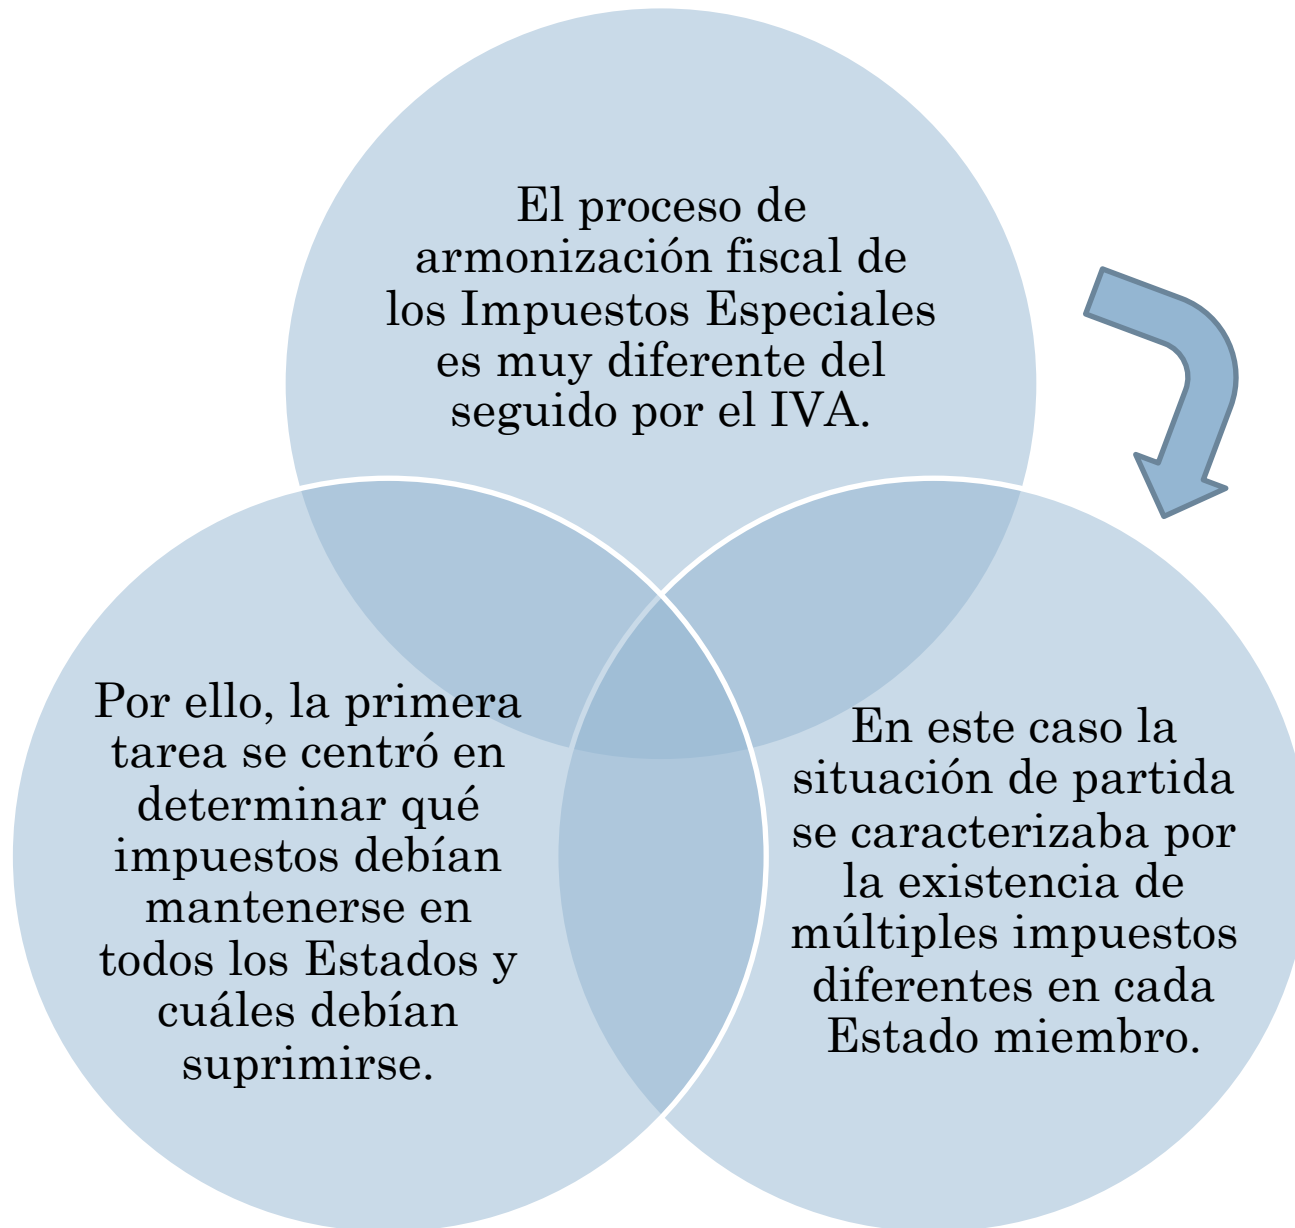 El proceso de
armonización fiscal de
los Impuestos Especiales
es muy diferente del
seguido por el IVA.
En este caso la
situación de partida
se caracterizaba por
la existencia de
múltiples impuestos
diferentes en cada
Estado miembro.
Por ello, la primera
tarea se centró en
determinar qué
impuestos debían
mantenerse en
todos los Estados y
cuáles debían
suprimirse.